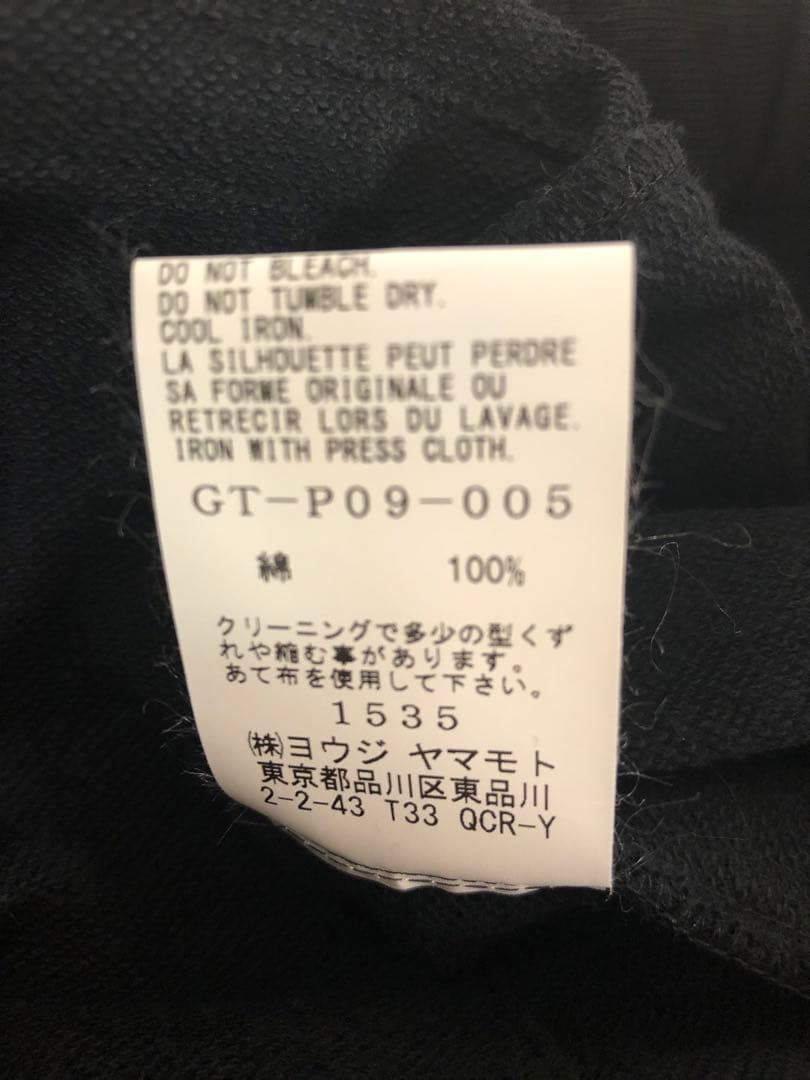 DO NOT BLEACH.
DO NOT TUMBLE DRY.
COOL IRON.
LA SILHOUETTE PEUT PERDRE
SA FORME ORIGINALE OU
RETRECIR LORS DU LAVAGE.
IRON WITH PRESS CLOTH.
GT-P09-005
綿 100%
クリーニングで多少の型くず
れや縮む事があります。
あて布を使用して下さい。
1535
㈱ヨウジ ヤマモト
東京都品川区東品川
2-2-43 T33 QCR-Y